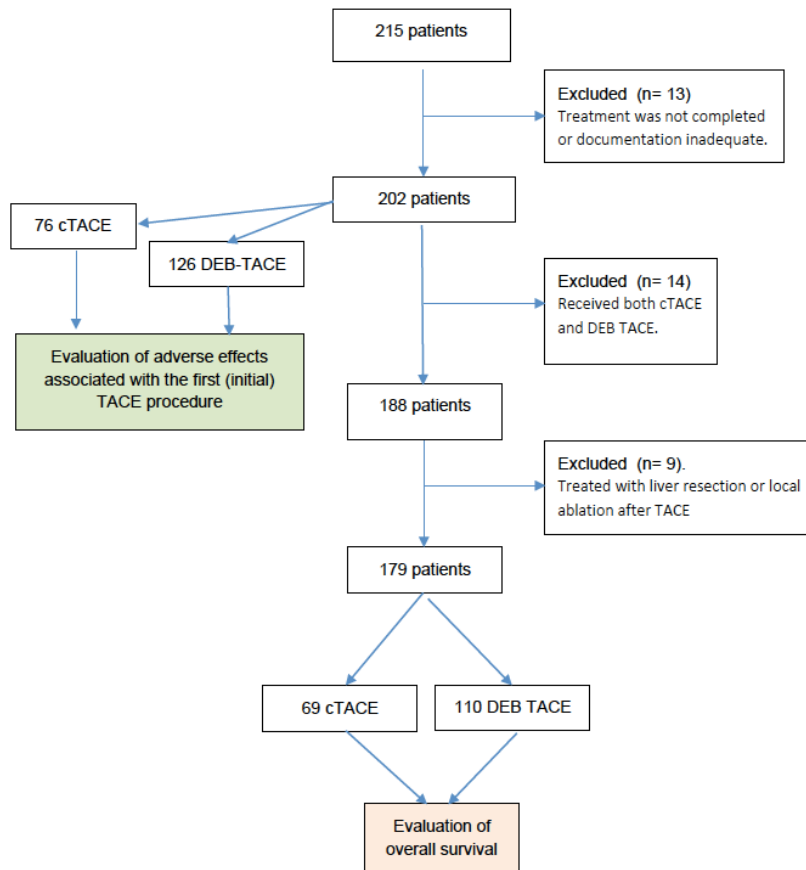 215 patients
Excluded (n= 13)
Treatment was not completed
or documentation inadequate.
202 patients
76 cTACE
126 DEB-TACE
Excluded (n= 14)
Received both cTACE
and DEB TACE.
Evaluation of adverse effects
associated with the first (initial)
TACE procedure
188 patients
Excluded (n= 9).
Treated with liver resection or local
ablation after TACE
179 patients
69 cTACE
110 DEB TACE
Evaluation of
overall survival